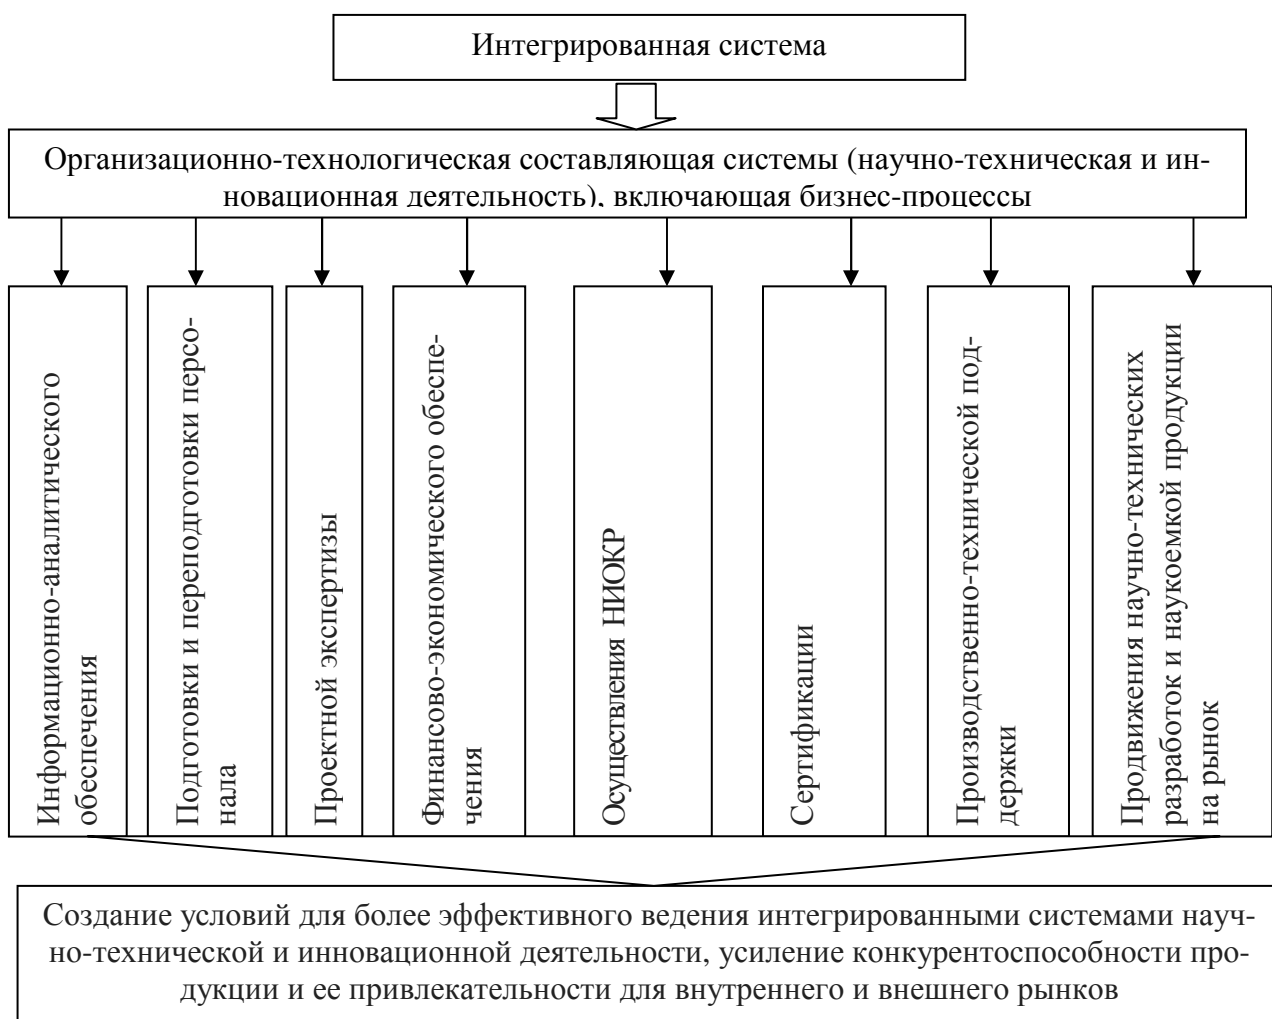 Интегрированная система
Организационно-технологическая составляющая системы (научно-техническая и ин-
новационная деятельность), включающая бизнес-процессы
Информационно-аналитического
обеспечения
Подготовки и переподготовки персо-
нала
Проектной экспертизы
Финансово-экономического обеспе-
чения
Осуществления НИОКР
Сертификации
Производственно-технической под-
держки
Продвижения научно-технических
разработок и наукоемкой продукции
на рынок
Создание условий для более эффективного ведения интегрированными системами науч-
но-технической и инновационной деятельности, усиление конкурентоспособности про-
дукции и ее привлекательности для внутреннего и внешнего рынков